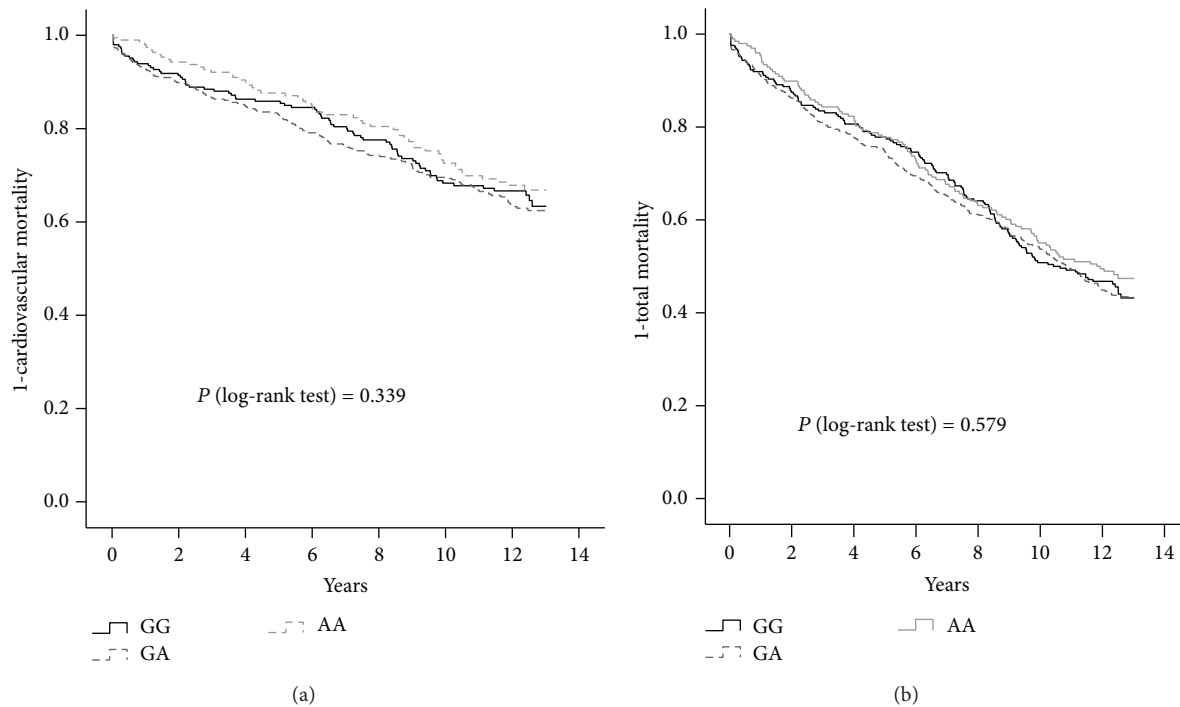 1-cardiovascular mortality
1.0
0.8
0.6
0.4
0.2
0.0
P (log-rank test) = 0.339
0 2 4 6 8 10 12 14
Years
GG AA
GA
(a)
1-total mortality
1.0
0.8
0.6
0.4
0.2
0.0
P (log-rank test) = 0.579
0 2 4 6 8 10 12 14
Years
GG AA
GA
(b)